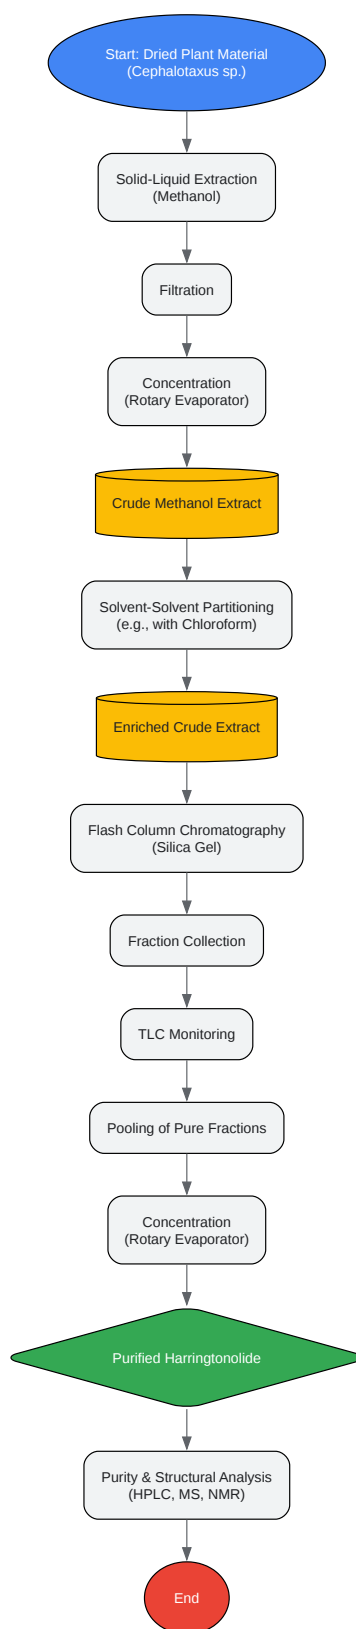 Start: Dried Plant Material
(Cephalotaxus sp.)
Solid-Liquid Extraction
(Methanol)
Filtration
Concentration
(Rotary Evaporator)
Crude Methanol Extract
Solvent-Solvent Partitioning
(e.g., with Chloroform)
Enriched Crude Extract
Flash Column Chromatography
(Silica Gel)
Fraction Collection
TLC Monitoring
Pooling of Pure Fractions
Concentration
(Rotary Evaporator)
Purified Harringtonolide
Purity & Structural Analysis
(HPLC, MS, NMR)
End